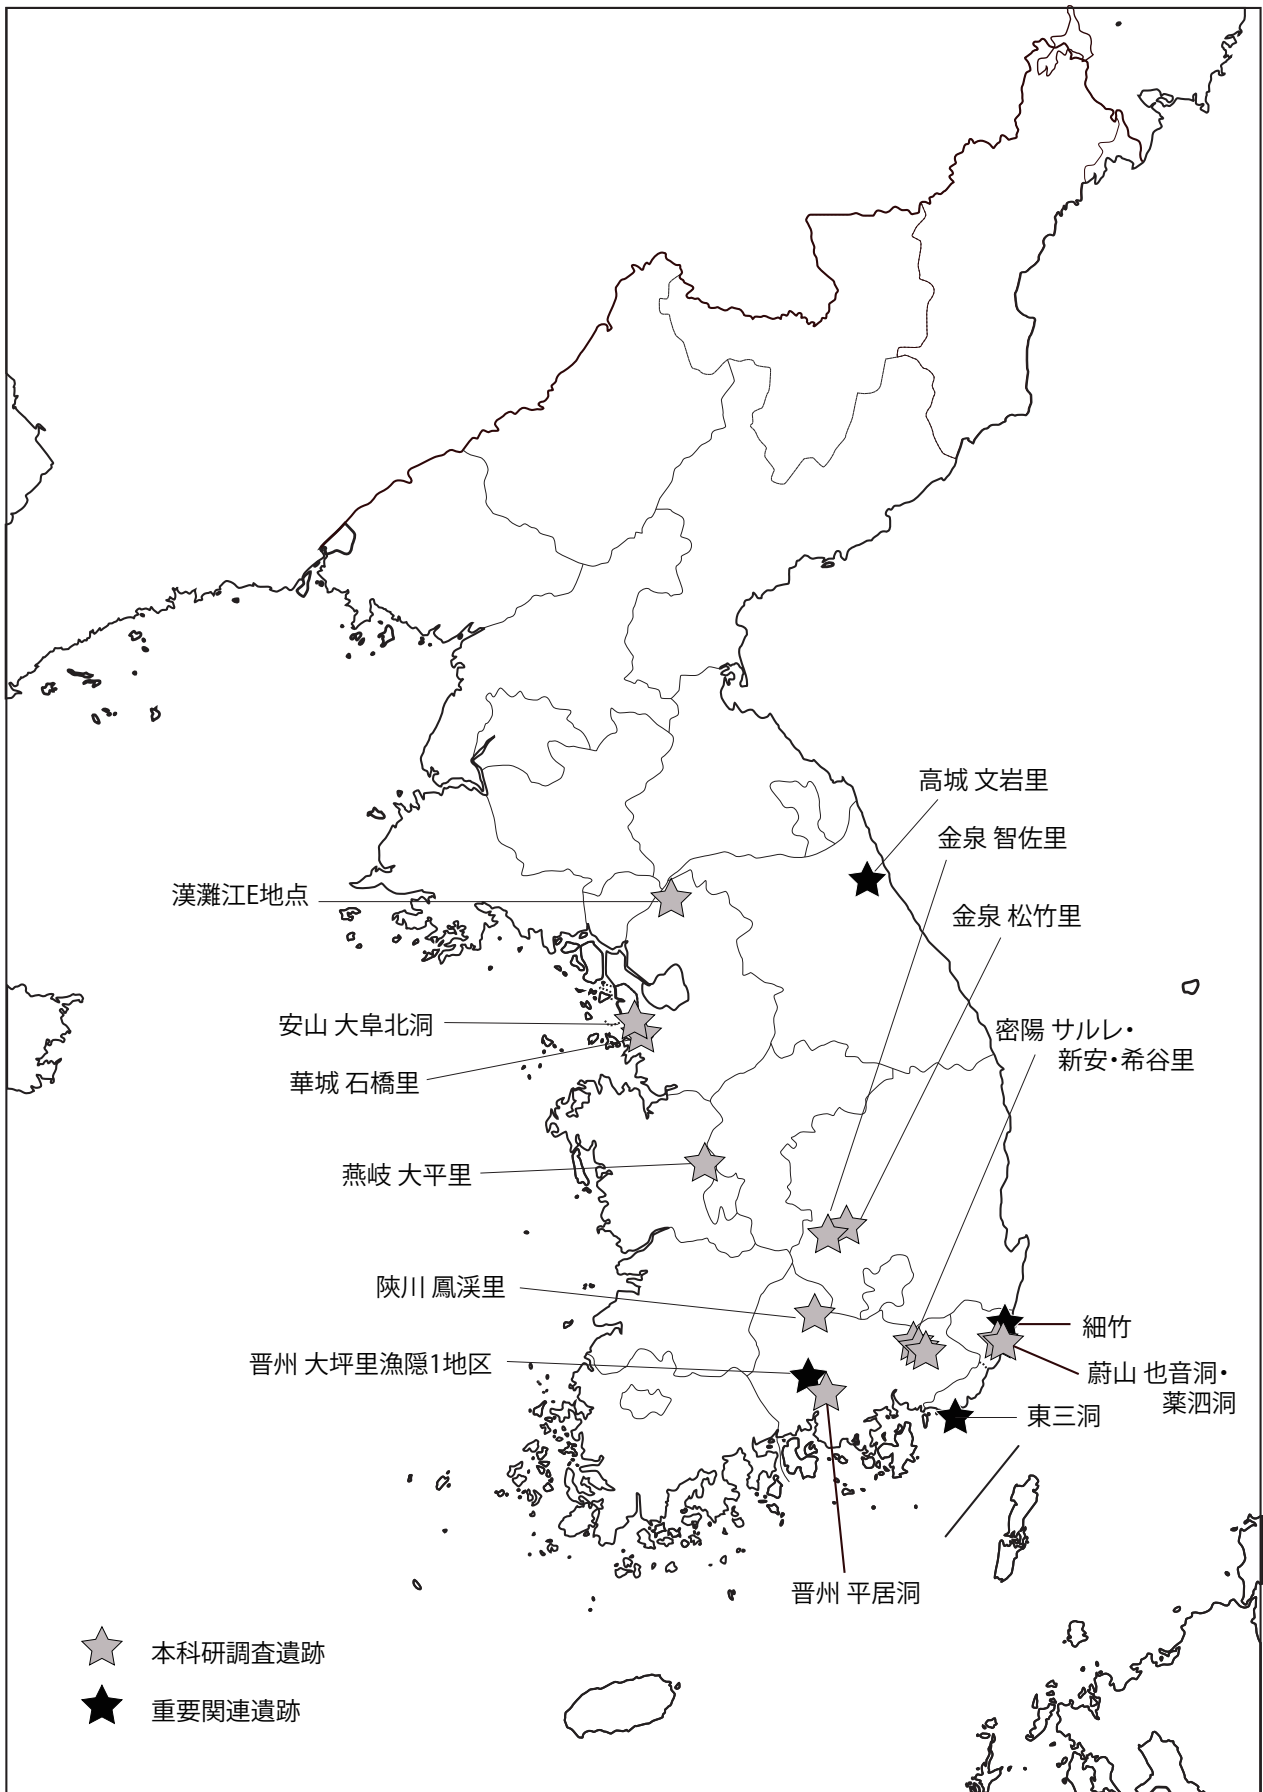 高城 文岩里
金泉 智佐里
漢灘江E地点
金泉 松竹里
安山 大阜北洞
密陽 サルレ・
新安・希谷里
華城 石橋里
燕岐 大平里
陜川 鳳渓里
細竹
晋州 大坪里漁隠1地区
蔚山 也音洞・
薬泗洞
東三洞
晋州 平居洞
本科研調査遺跡
重要関連遺跡